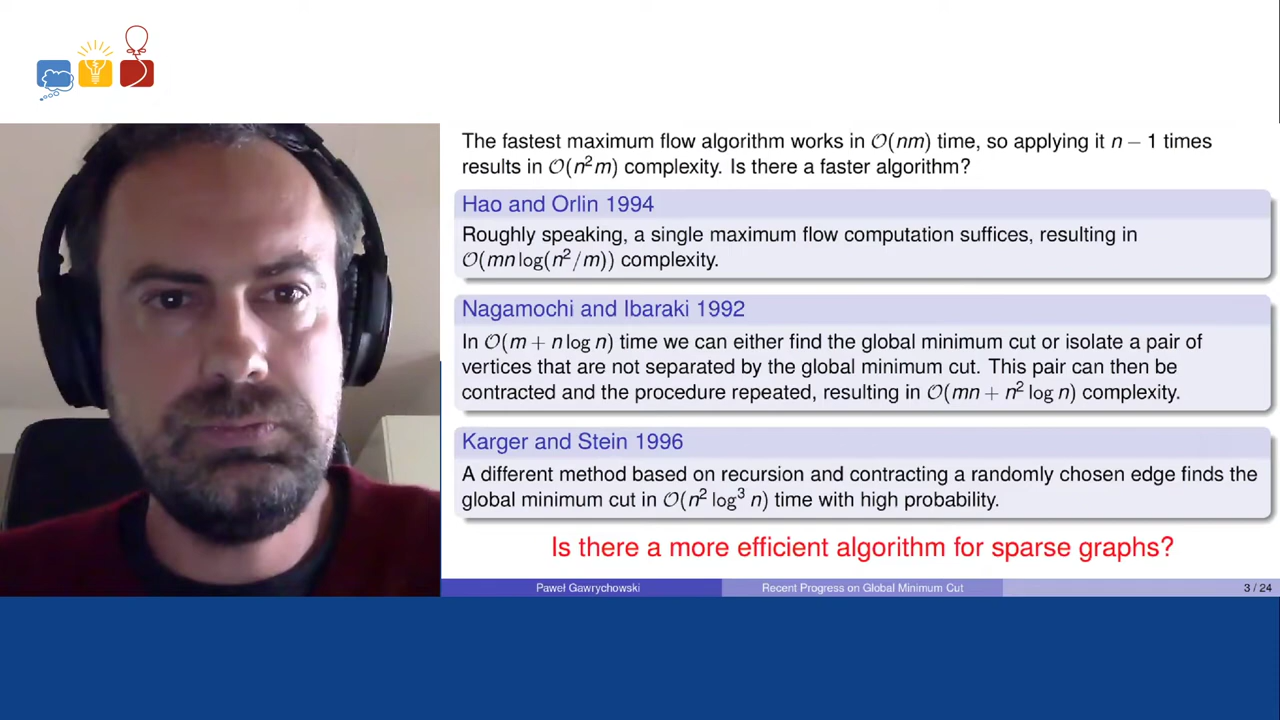 The fastest maximum flow algorithm works in 𝒪(nm) time, so applying it n − 1 times
results in 𝒪(n²m) complexity. Is there a faster algorithm?
Hao and Orlin 1994
Roughly speaking, a single maximum flow computation suffices, resulting in
𝒪(mn log(n²/m)) complexity.
Nagamochi and Ibaraki 1992
In 𝒪(m + n log n) time we can either find the global minimum cut or isolate a pair of
vertices that are not separated by the global minimum cut. This pair can then be
contracted and the procedure repeated, resulting in 𝒪(mn + n² log n) complexity.
Karger and Stein 1996
A different method based on recursion and contracting a randomly chosen edge finds the
global minimum cut in 𝒪(n² log³ n) time with high probability.
Is there a more efficient algorithm for sparse graphs?
Paweł Gawrychowski
Recent Progress on Global Minimum Cut
3 / 24